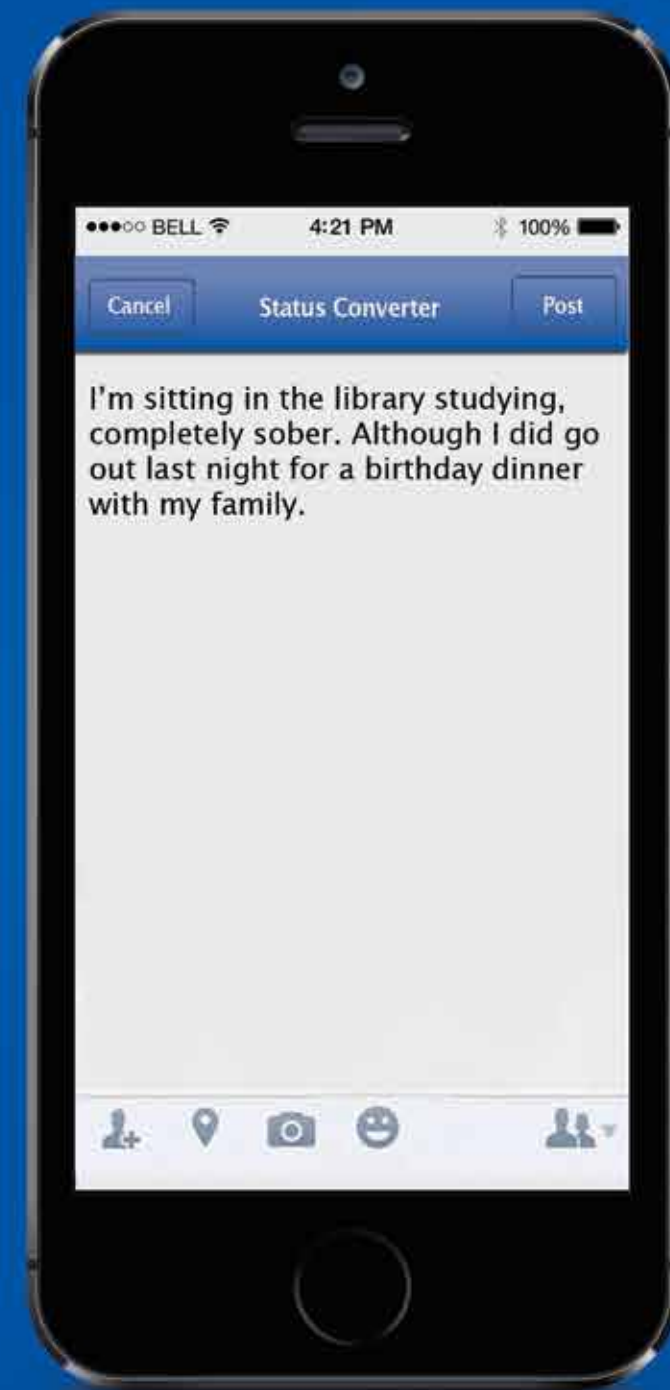 ●●●○○ BELL 4:21 PM 100%
Cancel Status Converter Post
I'm sitting in the library studying,
completely sober. Although I did go
out last night for a birthday dinner
with my family.